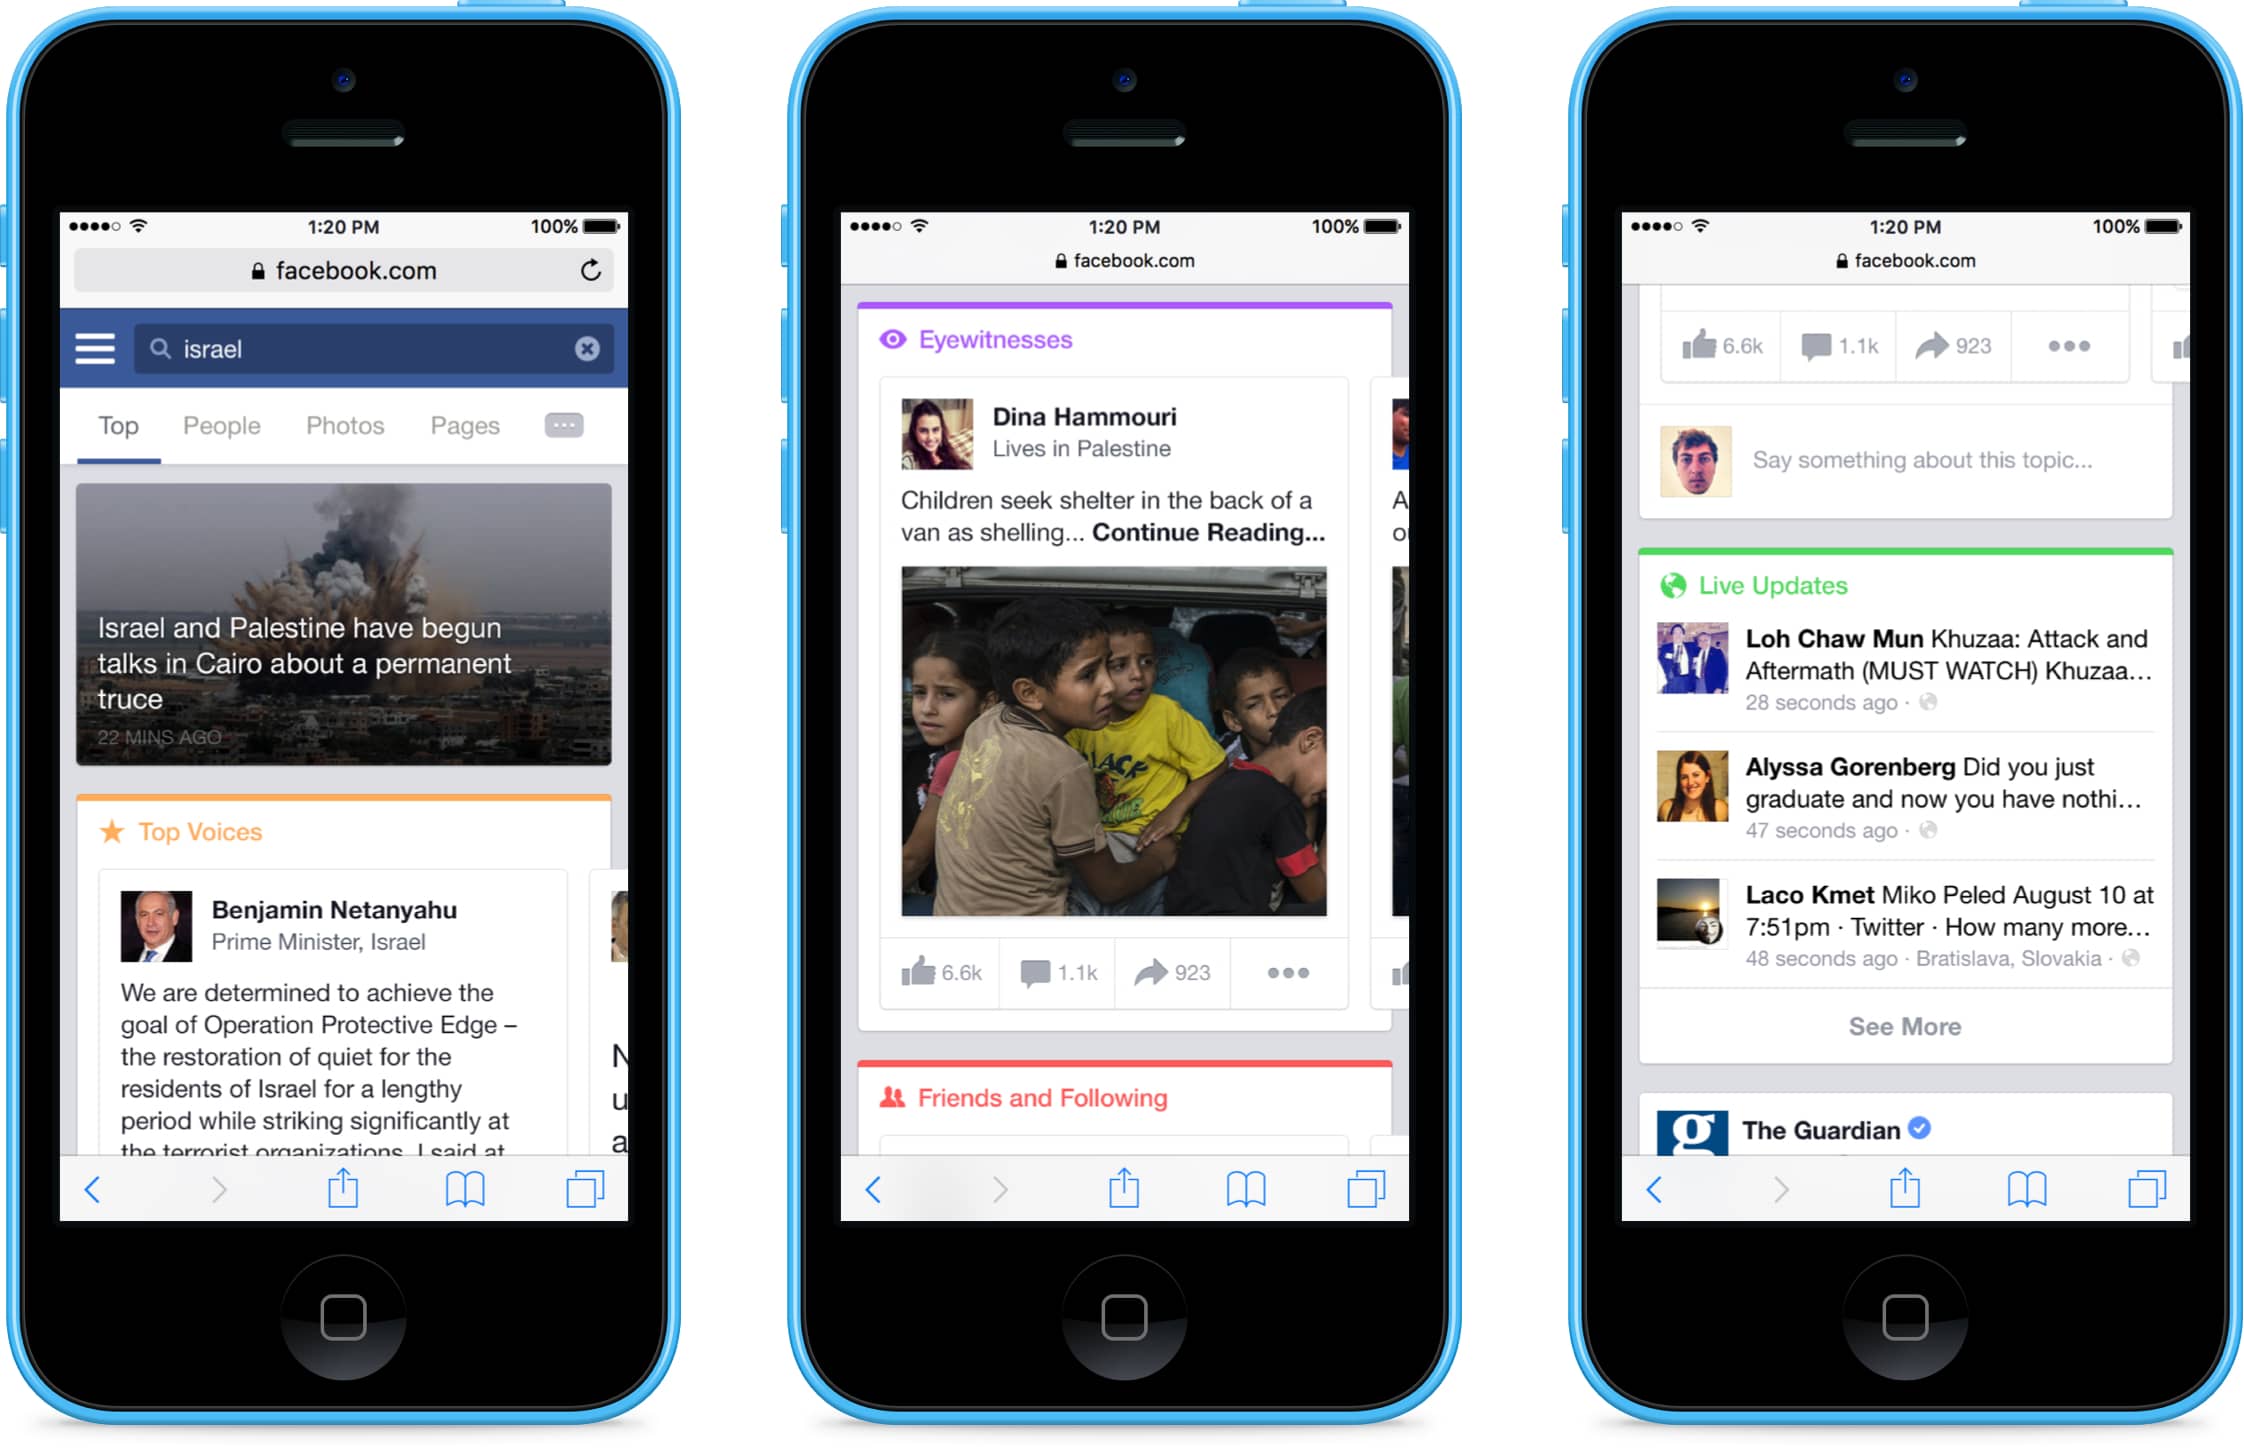 1:20 PM
100%
facebook.com
israel
Top People Photos Pages
Israel and Palestine have begun
talks in Cairo about a permanent
truce
22 MINS AGO
Top Voices
Benjamin Netanyahu
Prime Minister, Israel
We are determined to achieve the
goal of Operation Protective Edge –
the restoration of quiet for the
residents of Israel for a lengthy
period while striking significantly at
the terrorist organizations. I said at
N
u
a
1:20 PM
100%
facebook.com
Eyewitnesses
Dina Hammouri
Lives in Palestine
Children seek shelter in the back of a
van as shelling... Continue Reading...
A
o
6.6k 1.1k 923
Friends and Following
1:20 PM
100%
facebook.com
6.6k 1.1k 923
Say something about this topic...
Live Updates
Loh Chaw Mun Khuzaa: Attack and
Aftermath (MUST WATCH) Khuzaa...
28 seconds ago ·
Alyssa Gorenberg Did you just
graduate and now you have nothi...
47 seconds ago ·
Laco Kmet Miko Peled August 10 at
7:51pm · Twitter · How many more...
48 seconds ago · Bratislava, Slovakia ·
See More
g The Guardian